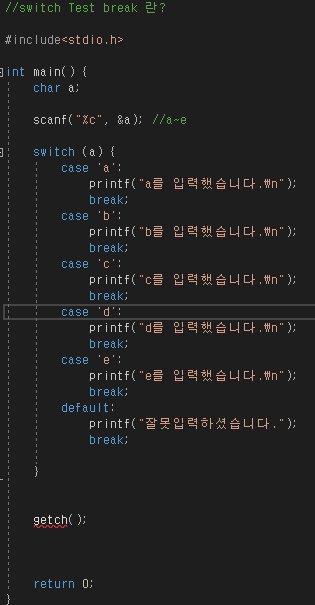 //switch Test break 란?
#include<stdio.h>
int main() {
char a;
scanf("%c", &a); //a~e
switch (a) {
case 'a':
printf("a를 입력했습니다.₩n");
break;
case 'b':
printf("b를 입력했습니다.₩n");
break;
case 'c':
printf("c를 입력했습니다.₩n");
break;
case 'd':
printf("d를 입력했습니다.₩n");
break;
case 'e':
printf("e를 입력했습니다.₩n");
break;
default:
printf("잘못입력하셨습니다.");
break;
}
getch();
return 0;
}